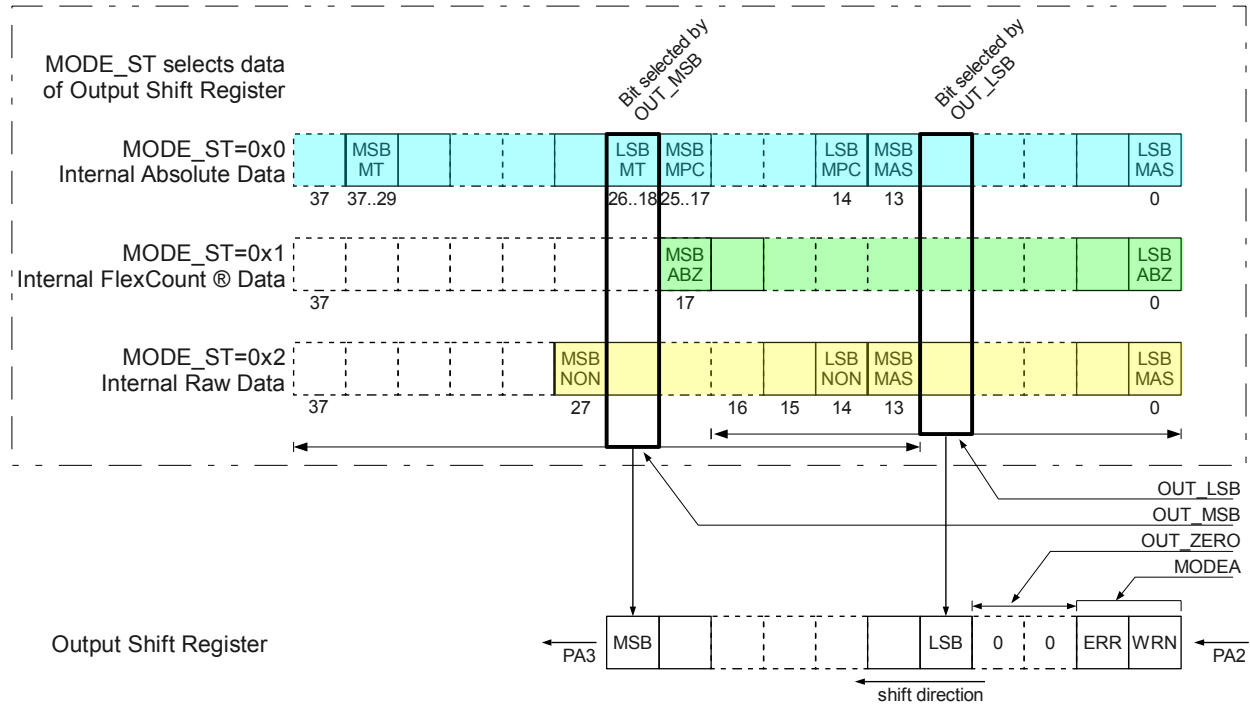 MODE_ST selects data
of Output Shift Register
Bit selected by
OUT_MSB
Bit selected by
OUT_LSB
MODE_ST=0x0
Internal Absolute Data
MSB MT LSB MT MSB MPC LSB MPC MSB MAS LSB MAS
37 37..29 26..18 25..17 14 13 0
MODE_ST=0x1
Internal FlexCount ® Data
MSB ABZ LSB ABZ
37 17 0
MODE_ST=0x2
Internal Raw Data
MSB NON LSB NON MSB MAS LSB MAS
37 27 16 15 14 13 0
OUT_LSB
OUT_MSB
OUT_ZERO
MODEA
Output Shift Register
PA3 MSB LSB 0 0 ERR WRN PA2
shift direction